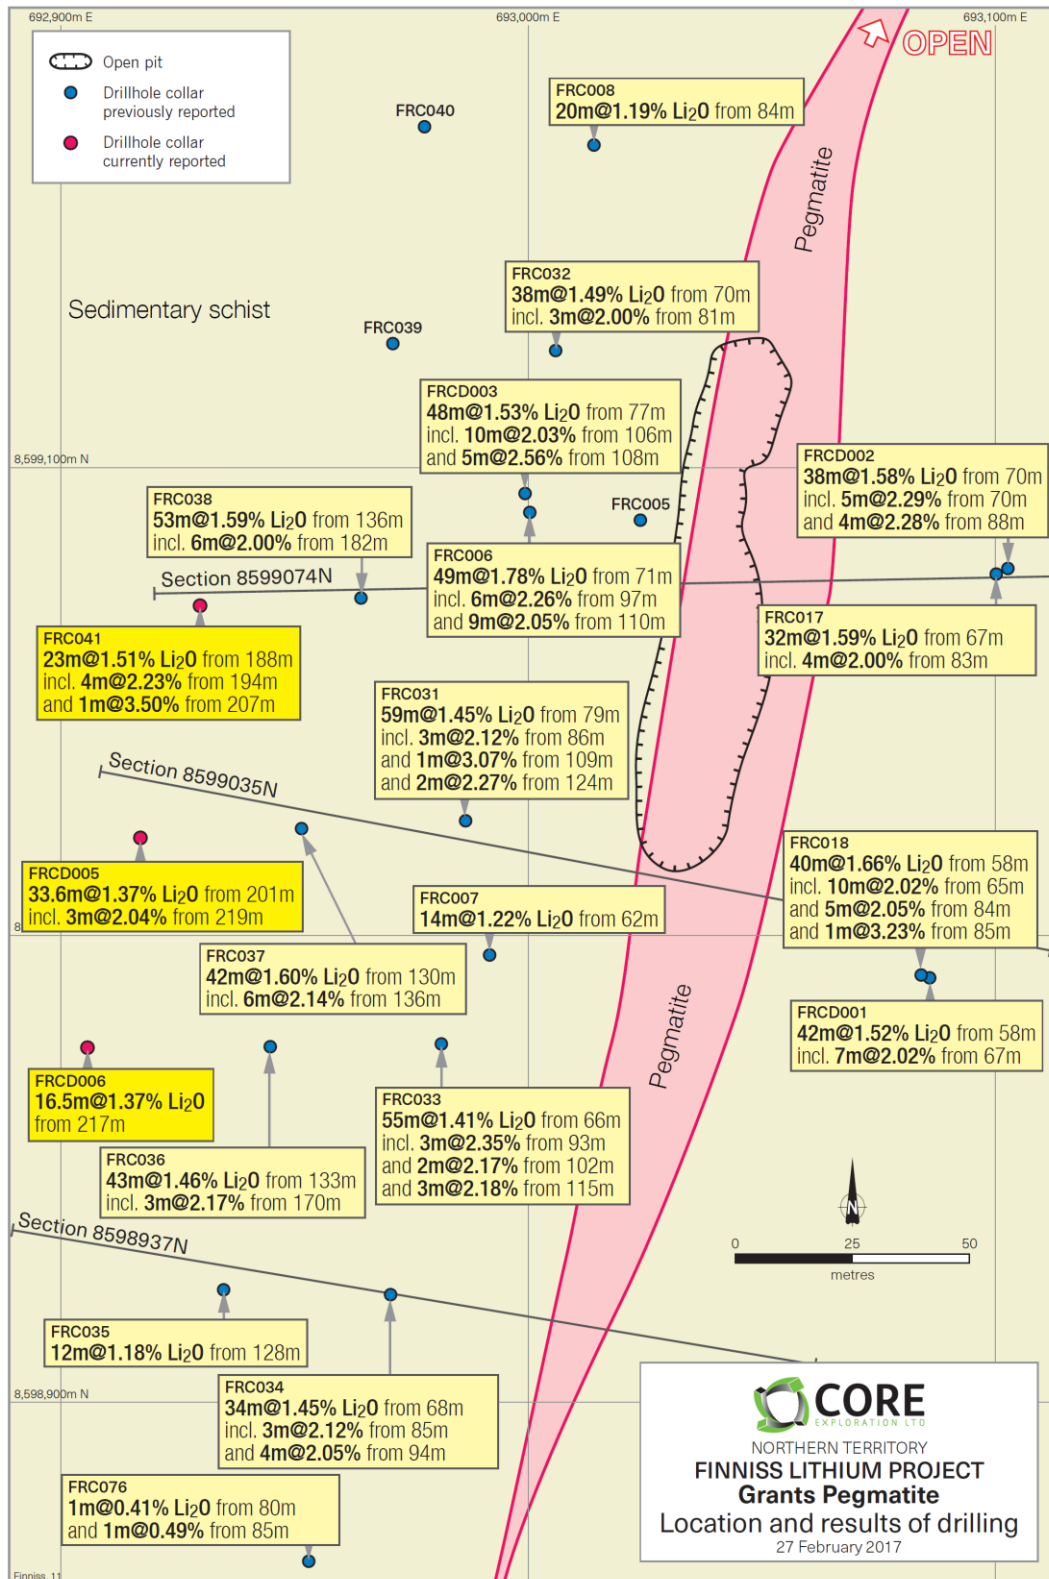 692,900m E
693,000m E
693,100m E
Open pit
Drillhole collar
previously reported
Drillhole collar
currently reported
OPEN
FRC040
FRC008
20m@1.19% Li2O from 84m
Pegmatite
Sedimentary schist
FRC032
38m@1.49% Li2O from 70m
incl. 3m@2.00% from 81m
FRC039
FRCD003
48m@1.53% Li2O from 77m
incl. 10m@2.03% from 106m
and 5m@2.56% from 108m
8,599,100m N
FRCD002
38m@1.58% Li2O from 70m
incl. 5m@2.29% from 70m
and 4m@2.28% from 88m
FRC038
53m@1.59% Li2O from 136m
incl. 6m@2.00% from 182m
FRC005
FRC006
49m@1.78% Li2O from 71m
incl. 6m@2.26% from 97m
and 9m@2.05% from 110m
Section 8599074N
FRC017
32m@1.59% Li2O from 67m
incl. 4m@2.00% from 83m
FRC041
23m@1.51% Li2O from 188m
incl. 4m@2.23% from 194m
and 1m@3.50% from 207m
FRC031
59m@1.45% Li2O from 79m
incl. 3m@2.12% from 86m
and 1m@3.07% from 109m
and 2m@2.27% from 124m
Section 8599035N
FRC018
40m@1.66% Li2O from 58m
incl. 10m@2.02% from 65m
and 5m@2.05% from 84m
and 1m@3.23% from 85m
FRCD005
33.6m@1.37% Li2O from 201m
incl. 3m@2.04% from 219m
FRC007
14m@1.22% Li2O from 62m
FRC037
42m@1.60% Li2O from 130m
incl. 6m@2.14% from 136m
Pegmatite
FRCD001
42m@1.52% Li2O from 58m
incl. 7m@2.02% from 67m
FRCD006
16.5m@1.37% Li2O
from 217m
FRC033
55m@1.41% Li2O from 66m
incl. 3m@2.35% from 93m
and 2m@2.17% from 102m
and 3m@2.18% from 115m
FRC036
43m@1.46% Li2O from 133m
incl. 3m@2.17% from 170m
N
0 25 50
metres
Section 8598937N
FRC035
12m@1.18% Li2O from 128m
FRC034
34m@1.45% Li2O from 68m
incl. 3m@2.12% from 85m
and 4m@2.05% from 94m
8,598,900m N
FRC076
1m@0.41% Li2O from 80m
and 1m@0.49% from 85m
CORE
EXPLORATION LTD
NORTHERN TERRITORY
FINNISS LITHIUM PROJECT
Grants Pegmatite
Location and results of drilling
27 February 2017
Finniss_11